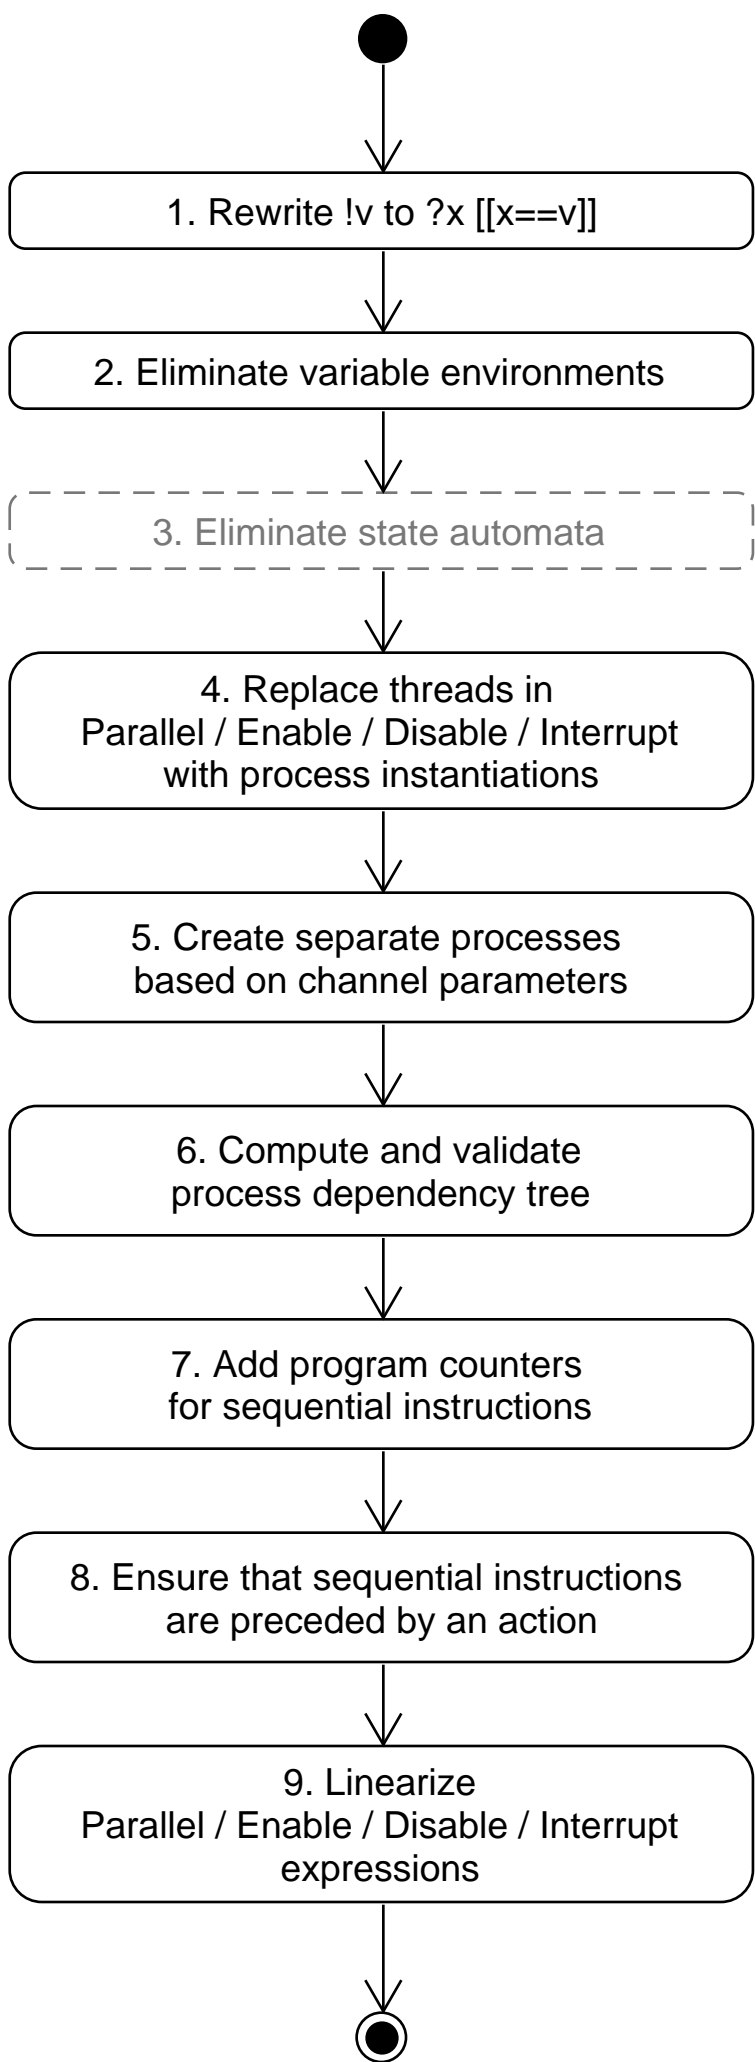 1. Rewrite !v to ?x [[x==v]]
2. Eliminate variable environments
3. Eliminate state automata
4. Replace threads in
Parallel / Enable / Disable / Interrupt
with process instantiations
5. Create separate processes
based on channel parameters
6. Compute and validate
process dependency tree
7. Add program counters
for sequential instructions
8. Ensure that sequential instructions
are preceded by an action
9. Linearize
Parallel / Enable / Disable / Interrupt
expressions